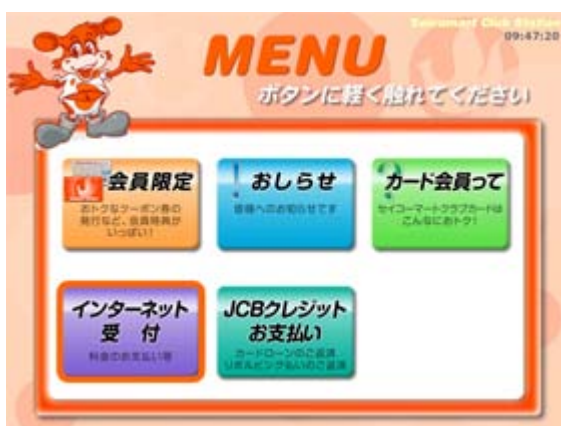 Seicomart Club Station
09:47:20
MENU
ボタンに軽く触れてください
会員限定
おトクなクーポン券の
発行など、会員特典が
いっぱい！
おしらせ
皆様へのお知らせです
カード会員って
セイコーマートクラブカードは
こんなにおトク！
インターネット
受 付
料金のお支払い等
JCBクレジット
お支払い
カードローンのご返済
リボルビング払いのご返済